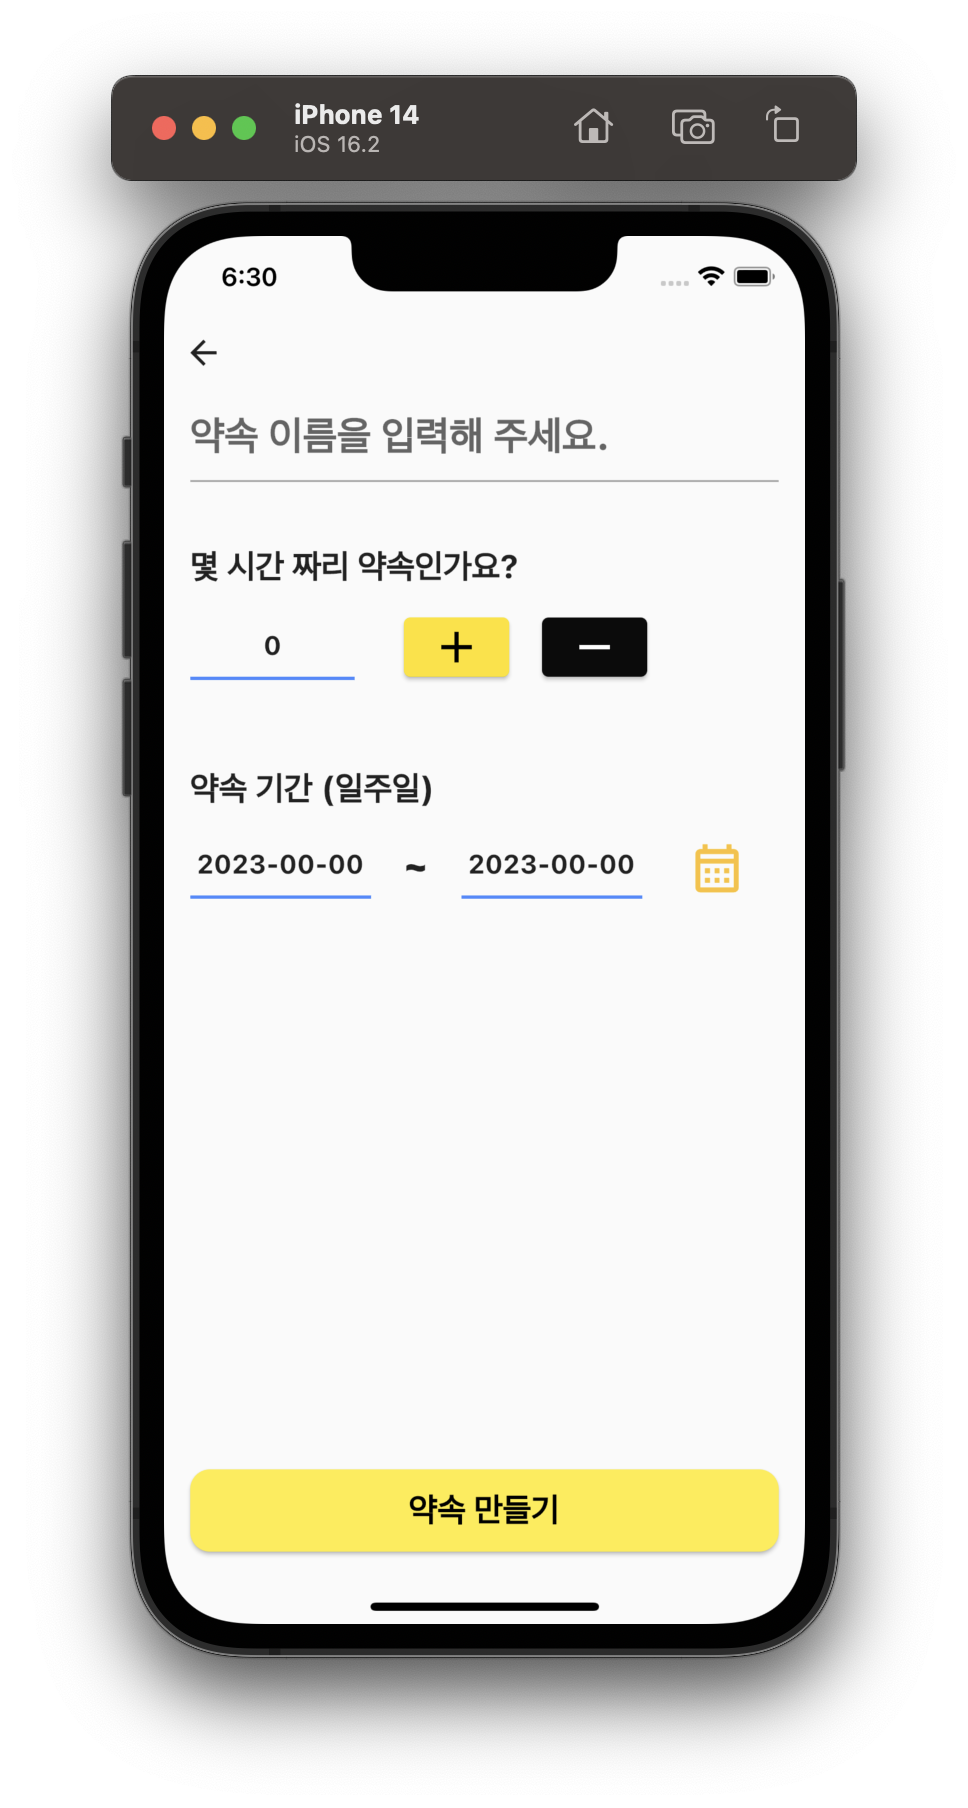 iPhone 14
iOS 16.2
6:30
약속 이름을 입력해 주세요.
몇 시간 짜리 약속인가요?
0
약속 기간 (일주일)
2023-00-00 ~ 2023-00-00
약속 만들기